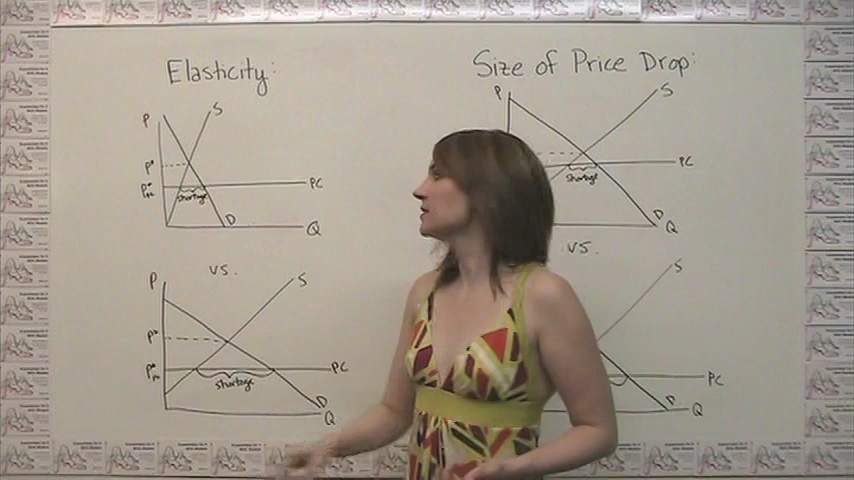 Elasticity:
P
S
P*
P*pc
PC
shortage
D
Q
vs.
P
S
P*
P*pc
PC
shortage
D
Q
Size of Price Drop:
P
S
PC
shortage
D
Q
vs.
S
PC
D
Q